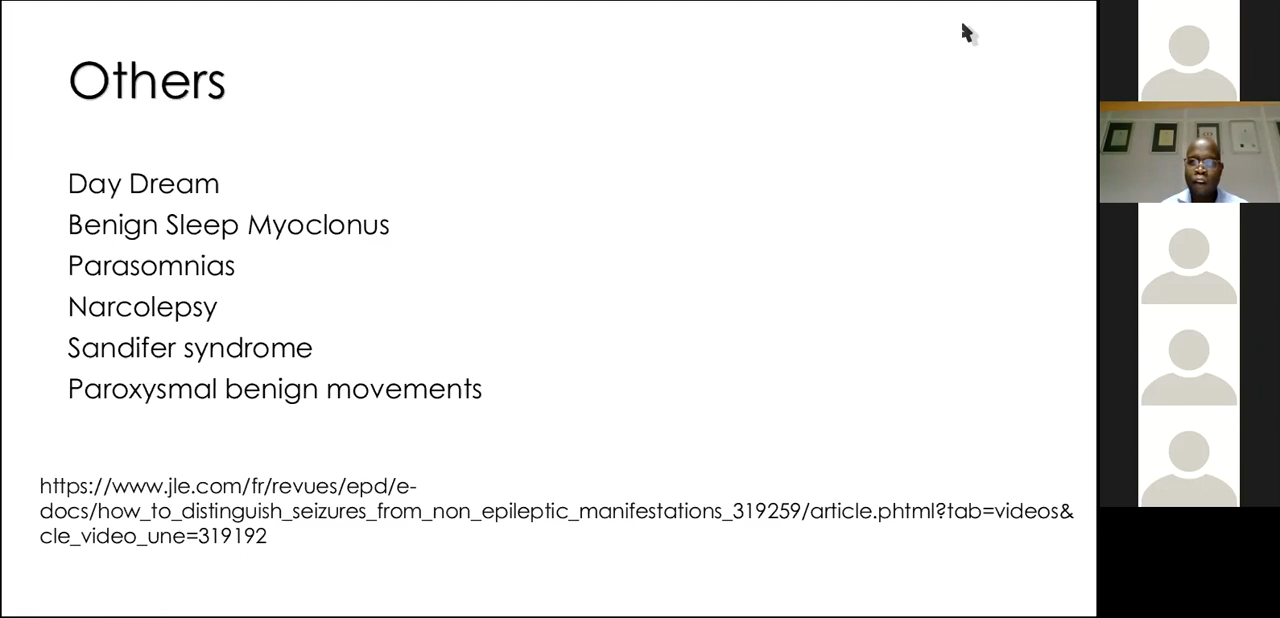 Others
Day Dream
Benign Sleep Myoclonus
Parasomnias
Narcolepsy
Sandifer syndrome
Paroxysmal benign movements
https://www.jle.com/fr/revues/epd/e-
docs/how_to_distinguish_seizures_from_non_epileptic_manifestations_319259/article.phtml?tab=videos&
cle_video_une=319192